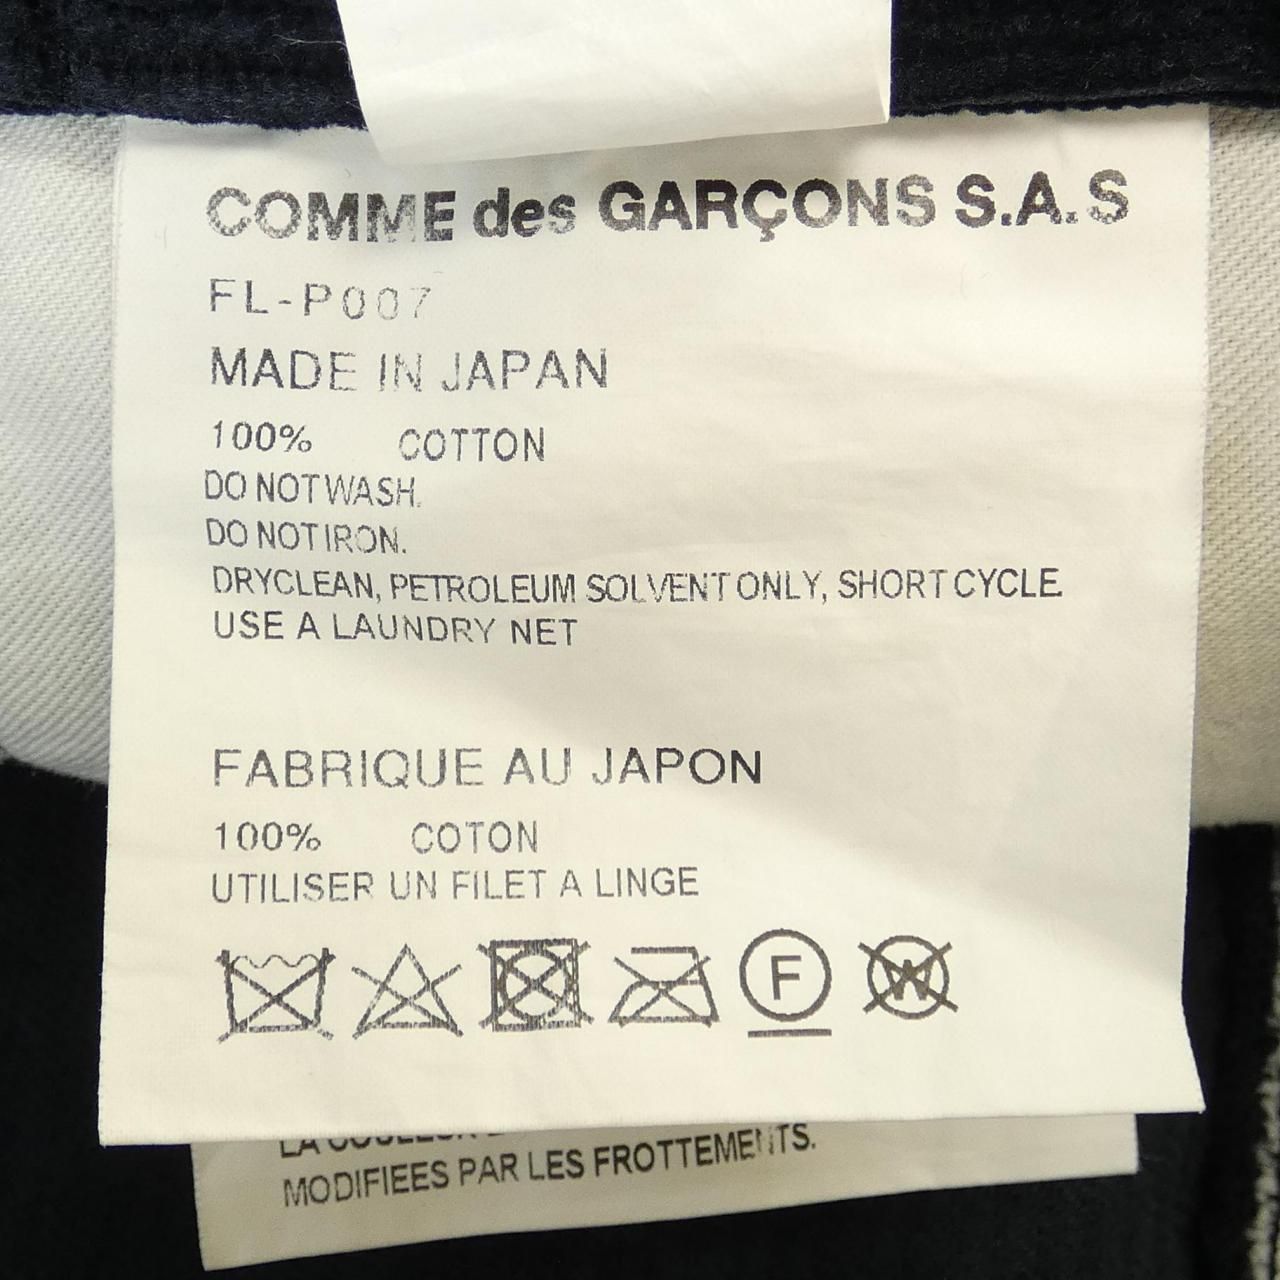 COMME des GARÇONS S.A.S
FL-P007
MADE IN JAPAN
100% COTTON
DO NOT WASH.
DO NOT IRON.
DRYCLEAN, PETROLEUM SOLVENT ONLY, SHORT CYCLE.
USE A LAUNDRY NET
FABRIQUE AU JAPON
100% COTON
UTILISER UN FILET A LINGE
F W
LA COULEUR
MODIFIEES PAR LES FROTTEMENTS.